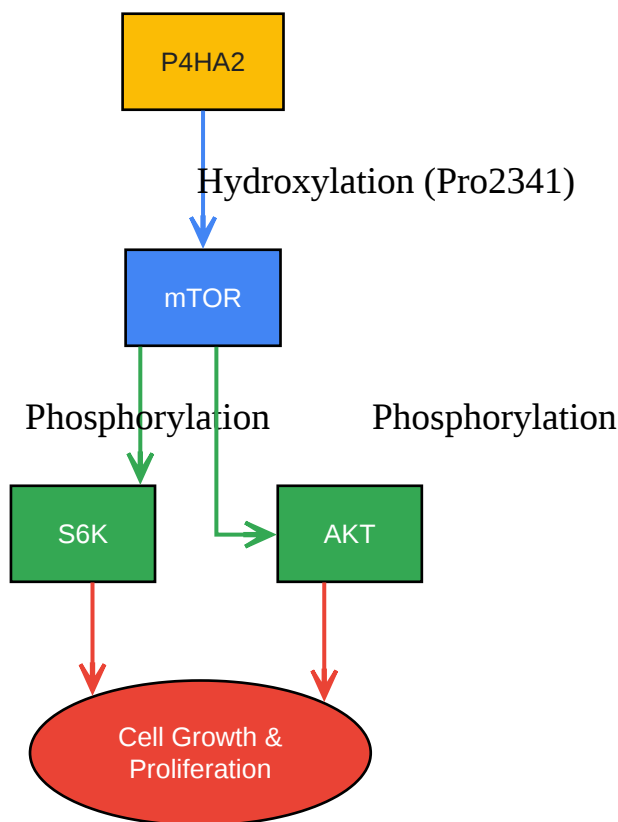 P4HA2
Hydroxylation (Pro2341)
mTOR
Phosphorylation
Phosphorylation
S6K
AKT
Cell Growth &
Proliferation